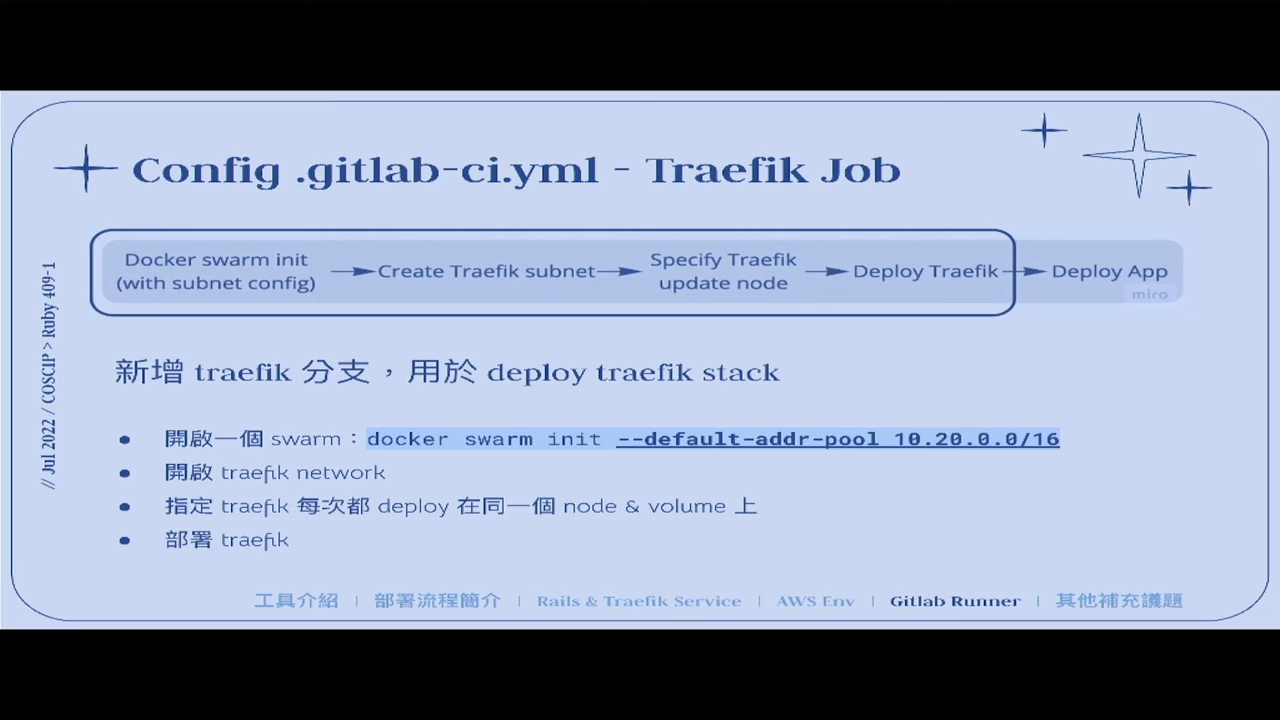 Config .gitlab-ci.yml - Traefik Job
Docker swarm init
(with subnet config)
Create Traefik subnet
Specify Traefik
update node
Deploy Traefik
Deploy App
miro
// Jul 2022 / COSCIP > Ruby 409-1
新增 traefik 分支，用於 deploy traefik stack
● 開啟一個 swarm：docker swarm init --default-addr-pool 10.20.0.0/16
● 開啟 traefik network
● 指定 traefik 每次都 deploy 在同一個 node & volume 上
● 部署 traefik
工具介紹 | 部署流程簡介 | Rails & Traefik Service | AWS Env | Gitlab Runner | 其他補充議題